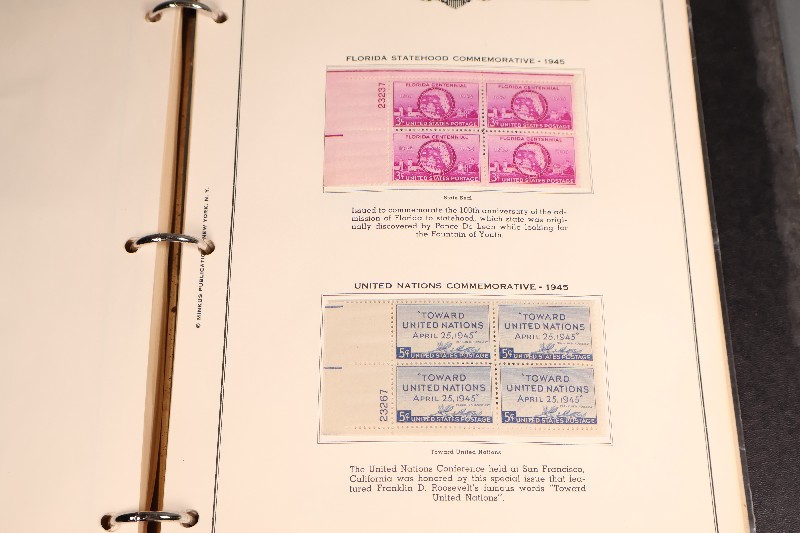 FLORIDA STATEHOOD COMMEMORATIVE - 1945
23237
FLORIDA CENTENNIAL
3¢ UNITED STATES POSTAGE
FLORIDA CENTENNIAL
3¢ UNITED STATES POSTAGE
FLORIDA CENTENNIAL
3¢ UNITED STATES POSTAGE
FLORIDA CENTENNIAL
3¢ UNITED STATES POSTAGE
State Seal
Issued to commemorate the 100th anniversary of the ad-
mission of Florida to statehood, which state was origi-
nally discovered by Ponce De Leon while looking for
the Fountain of Youth.
UNITED NATIONS COMMEMORATIVE - 1945
"TOWARD
UNITED NATIONS
APRIL 25, 1945"
5¢ UNITED STATES POSTAGE
"TOWARD
UNITED NATIONS
APRIL 25, 1945"
5¢ UNITED STATES POSTAGE
"TOWARD
UNITED NATIONS
APRIL 25, 1945"
5¢ UNITED STATES POSTAGE
"TOWARD
UNITED NATIONS
APRIL 25, 1945"
5¢ UNITED STATES POSTAGE
23267
Toward United Nations
The United Nations Conference held at San Francisco,
California was honored by this special issue that fea-
tured Franklin D. Roosevelt's famous words "Toward
United Nations".
© MINKUS PUBLICATION NEW YORK, N. Y.